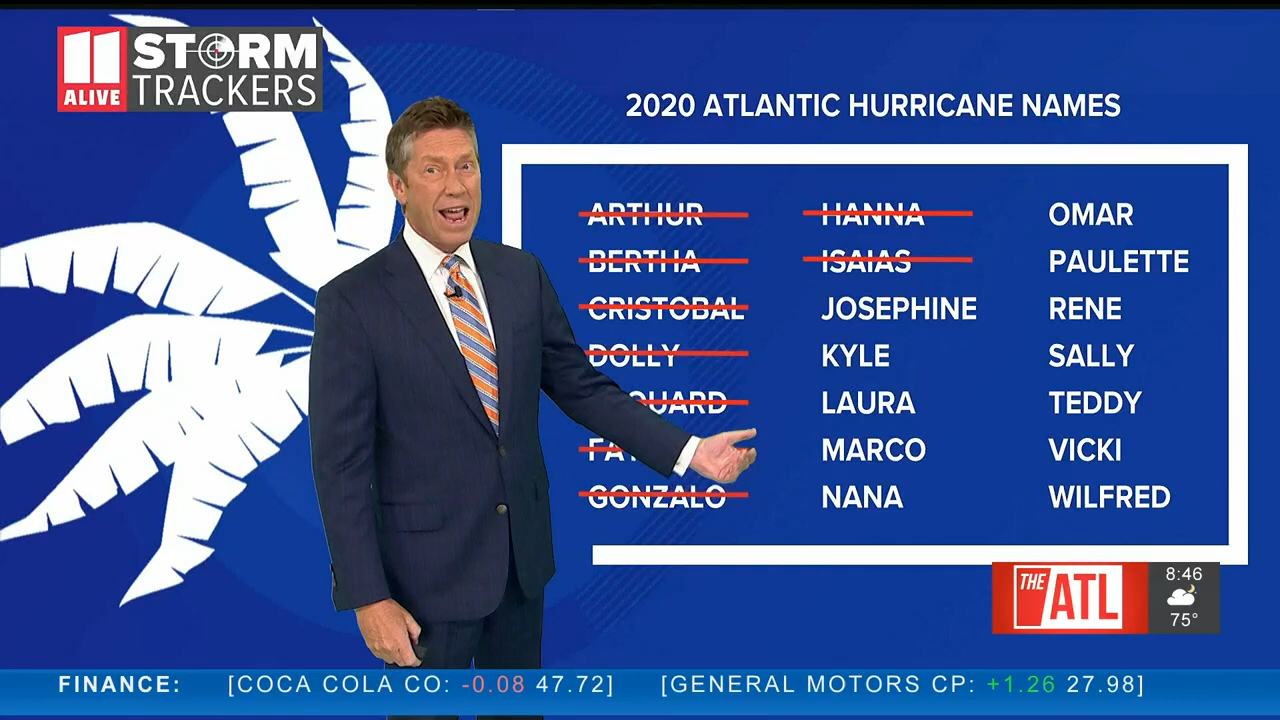 11
ALIVE
STORM
TRACKERS
2020 ATLANTIC HURRICANE NAMES
ARTHUR HANNA OMAR
BERTHA ISAIAS PAULETTE
CRISTOBAL JOSEPHINE RENE
DOLLY KYLE SALLY
LAURA TEDDY
MARCO VICKI
GONZALO NANA WILFRED
THE ATL
8:46
75°
FINANCE: [COCA COLA CO: -0.08 47.72] [GENERAL MOTORS CP: +1.26 27.98]